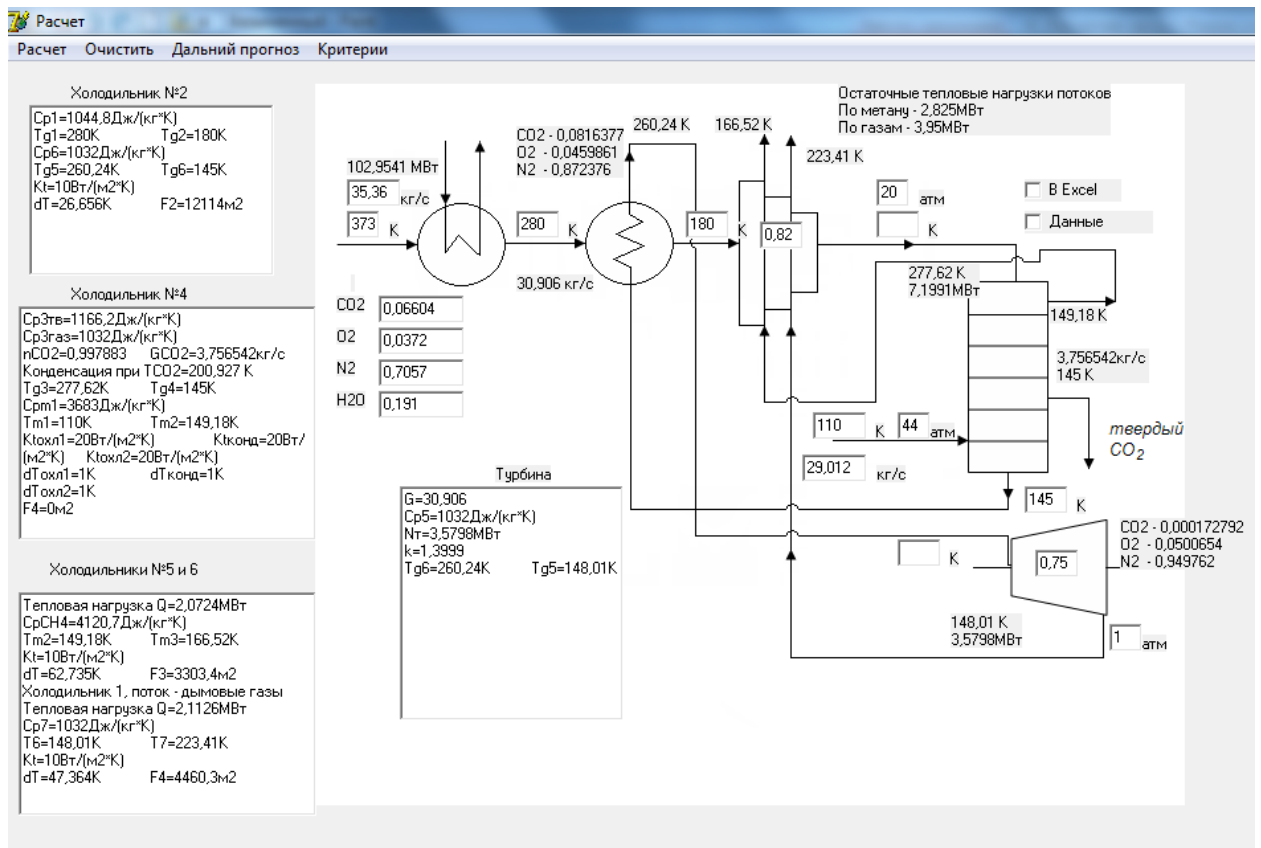 Расчет
Расчет Очистить Дальний прогноз Критерии
Холодильник №2
Cp1=1044,8Дж/(кг*К)
Tg1=280K Tg2=180K
Cp6=1032Дж/(кг*К)
Tg5=260,24K Tg6=145K
Kt=10Вт/(м2*К)
dT=26,656K F2=12114м2
Холодильник №4
Cp3тв=1166,2Дж/(кг*К)
Cp3газ=1032Дж/(кг*К)
nCO2=0,997883 GCO2=3,756542кг/с
Конденсация при TCO2=200,927 K
Tg3=277,62K Tg4=145K
Cpm1=3683Дж/(кг*К)
Tm1=110K Tm2=149,18K
Ktохл1=20Вт/(м2*К) Ktконд=20Вт/
(м2*К) Ktохл2=20Вт/(м2*К)
dTохл1=1K dTконд=1K
dTохл2=1K
F4=0м2
Холодильники №5 и 6
Тепловая нагрузка Q=2,0724МВт
CpCH4=4120,7Дж/(кг*К)
Tm2=149,18K Tm3=166,52K
Kt=10Вт/(м2*К)
dT=62,735K F3=3303,4м2
Холодильник 1, поток - дымовые газы
Тепловая нагрузка Q=2,1126МВт
Cp7=1032Дж/(кг*К)
T6=148,01K T7=223,41K
Kt=10Вт/(м2*К)
dT=47,364K F4=4460,3м2
102,9541 МВт
35,36 кг/с
373 К
280 К
CO2 - 0,0816377
O2 - 0,0459861
N2 - 0,872376
260,24 K
30,906 кг/с
180 К
166,52 K
223,41 K
0,82
Остаточные тепловые нагрузки потоков
По метану - 2,825МВт
По газам - 3,95МВт
20 атм
К
В Excel
Данные
CO2 0,06604
O2 0,0372
N2 0,7057
H2O 0,191
277,62 K
7,1991МВт
149,18 K
3,756542кг/с
145 K
твердый
CO2
110 К 44 атм
29,012 кг/с
145 К
Турбина
G=30,906
Cp5=1032Дж/(кг*К)
Nт=3,5798МВт
k=1,3999
Tg6=260,24K Tg5=148,01K
К
0,75
CO2 - 0,000172792
O2 - 0,0500654
N2 - 0,949762
148,01 K
3,5798МВт
1 атм